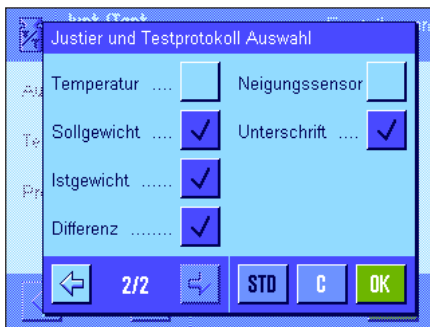 Justier und Testprotokoll Auswahl
Temperatur .... Neigungssensor
Sollgewicht .... Unterschrift ....
Istgewicht ......
Differenz ........
2/2 STD C OK